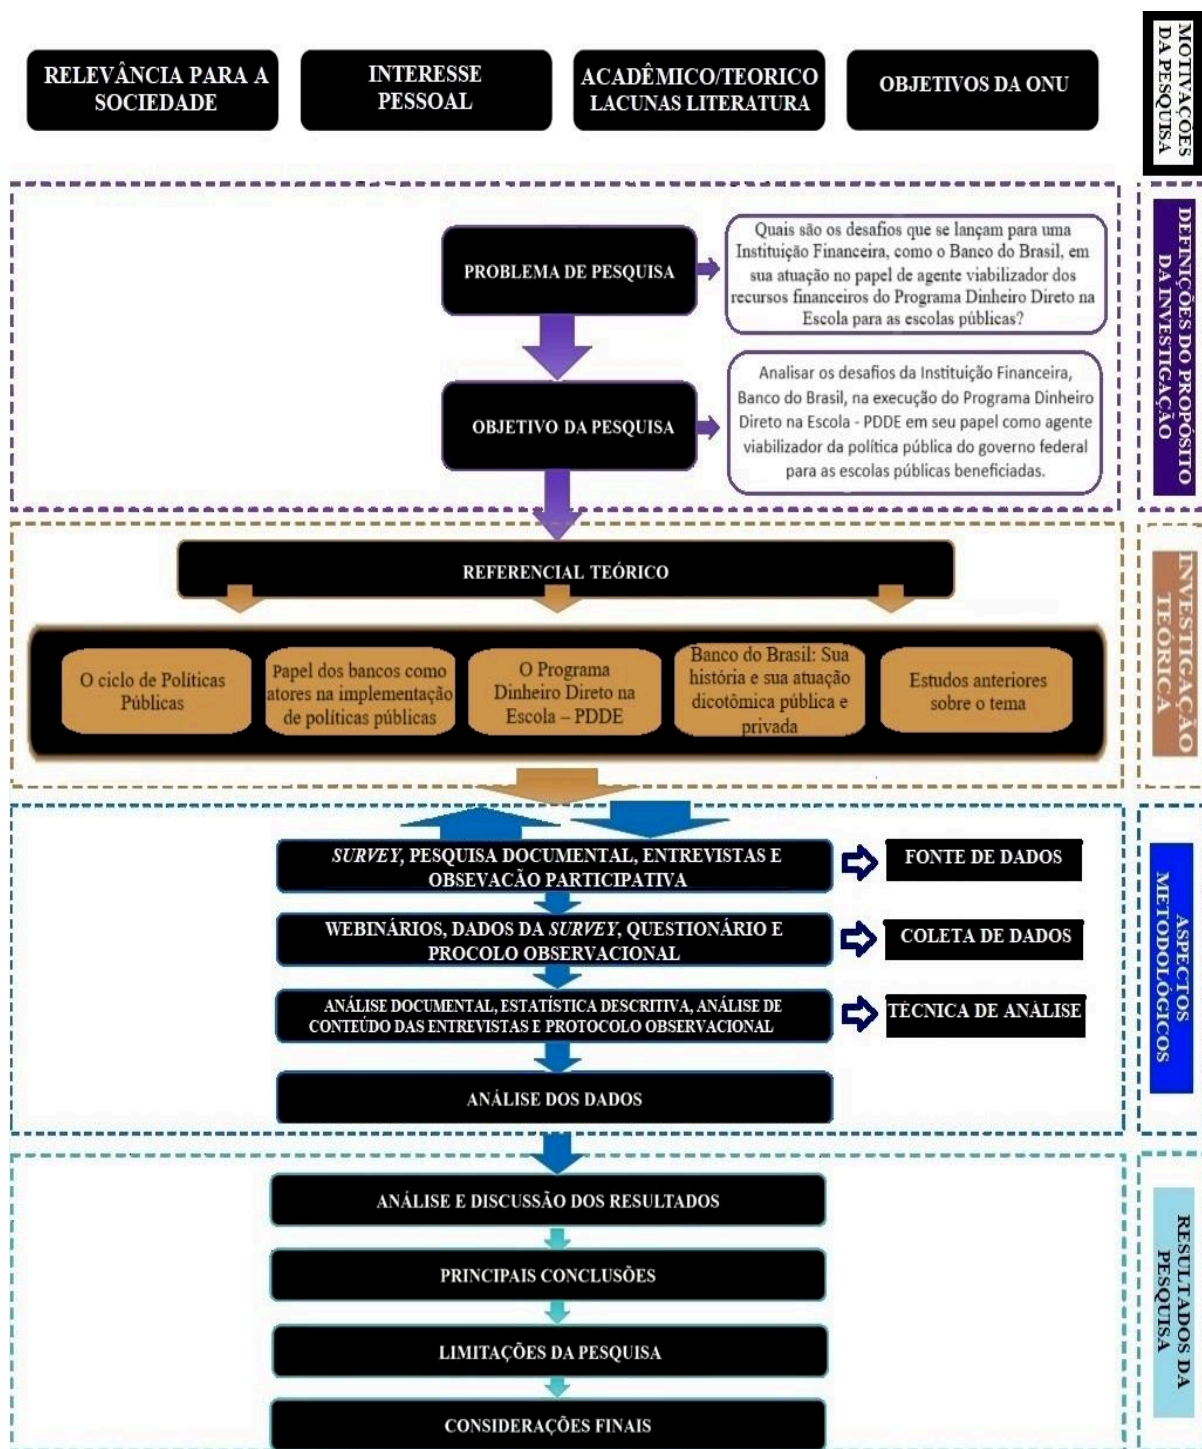 RELEVÂNCIA PARA A
SOCIEDADE
INTERESSE
PESSOAL
ACADÊMICO/TEORICO
LACUNAS LITERATURA
OBJETIVOS DA ONU
MOTIVAÇÕES
DA PESQUISA
PROBLEMA DE PESQUISA
Quais são os desafios que se lançam para uma
Instituição Financeira, como o Banco do Brasil, em
sua atuação no papel de agente viabilizador dos
recursos financeiros do Programa Dinheiro Direto na
Escola para as escolas públicas?
OBJETIVO DA PESQUISA
Analisar os desafios da Instituição Financeira,
Banco do Brasil, na execução do Programa Dinheiro
Direto na Escola - PDDE em seu papel como agente
viabilizador da política pública do governo federal
para as escolas públicas beneficiadas.
DEFINIÇÕES DO PROPÓSITO
DA INVESTIGAÇÃO
REFERENCIAL TEÓRICO
O ciclo de Políticas
Públicas
Papel dos bancos como
atores na implementação
de políticas públicas
O Programa
Dinheiro Direto na
Escola – PDDE
Banco do Brasil: Sua
história e sua atuação
dicotômica pública e
privada
Estudos anteriores
sobre o tema
INVESTIGAÇÃO
TEÓRICA
SURVEY, PESQUISA DOCUMENTAL, ENTREVISTAS E
OBSEVACÃO PARTICIPATIVA
FONTE DE DADOS
WEBINÁRIOS, DADOS DA SURVEY, QUESTIONÁRIO E
PROCOLO OBSERVACIONAL
COLETA DE DADOS
ANÁLISE DOCUMENTAL, ESTATÍSTICA DESCRITIVA, ANÁLISE DE
CONTEÚDO DAS ENTREVISTAS E PROTOCOLO OBSERVACIONAL
TÉCNICA DE ANÀLISE
ANÁLISE DOS DADOS
ASPECTOS
METODOLÓGICOS
ANÁLISE E DISCUSSÃO DOS RESULTADOS
PRINCIPAIS CONCLUSÕES
LIMITAÇÕES DA PESQUISA
CONSIDERAÇÕES FINAIS
RESULTADOS DA
PESQUISA